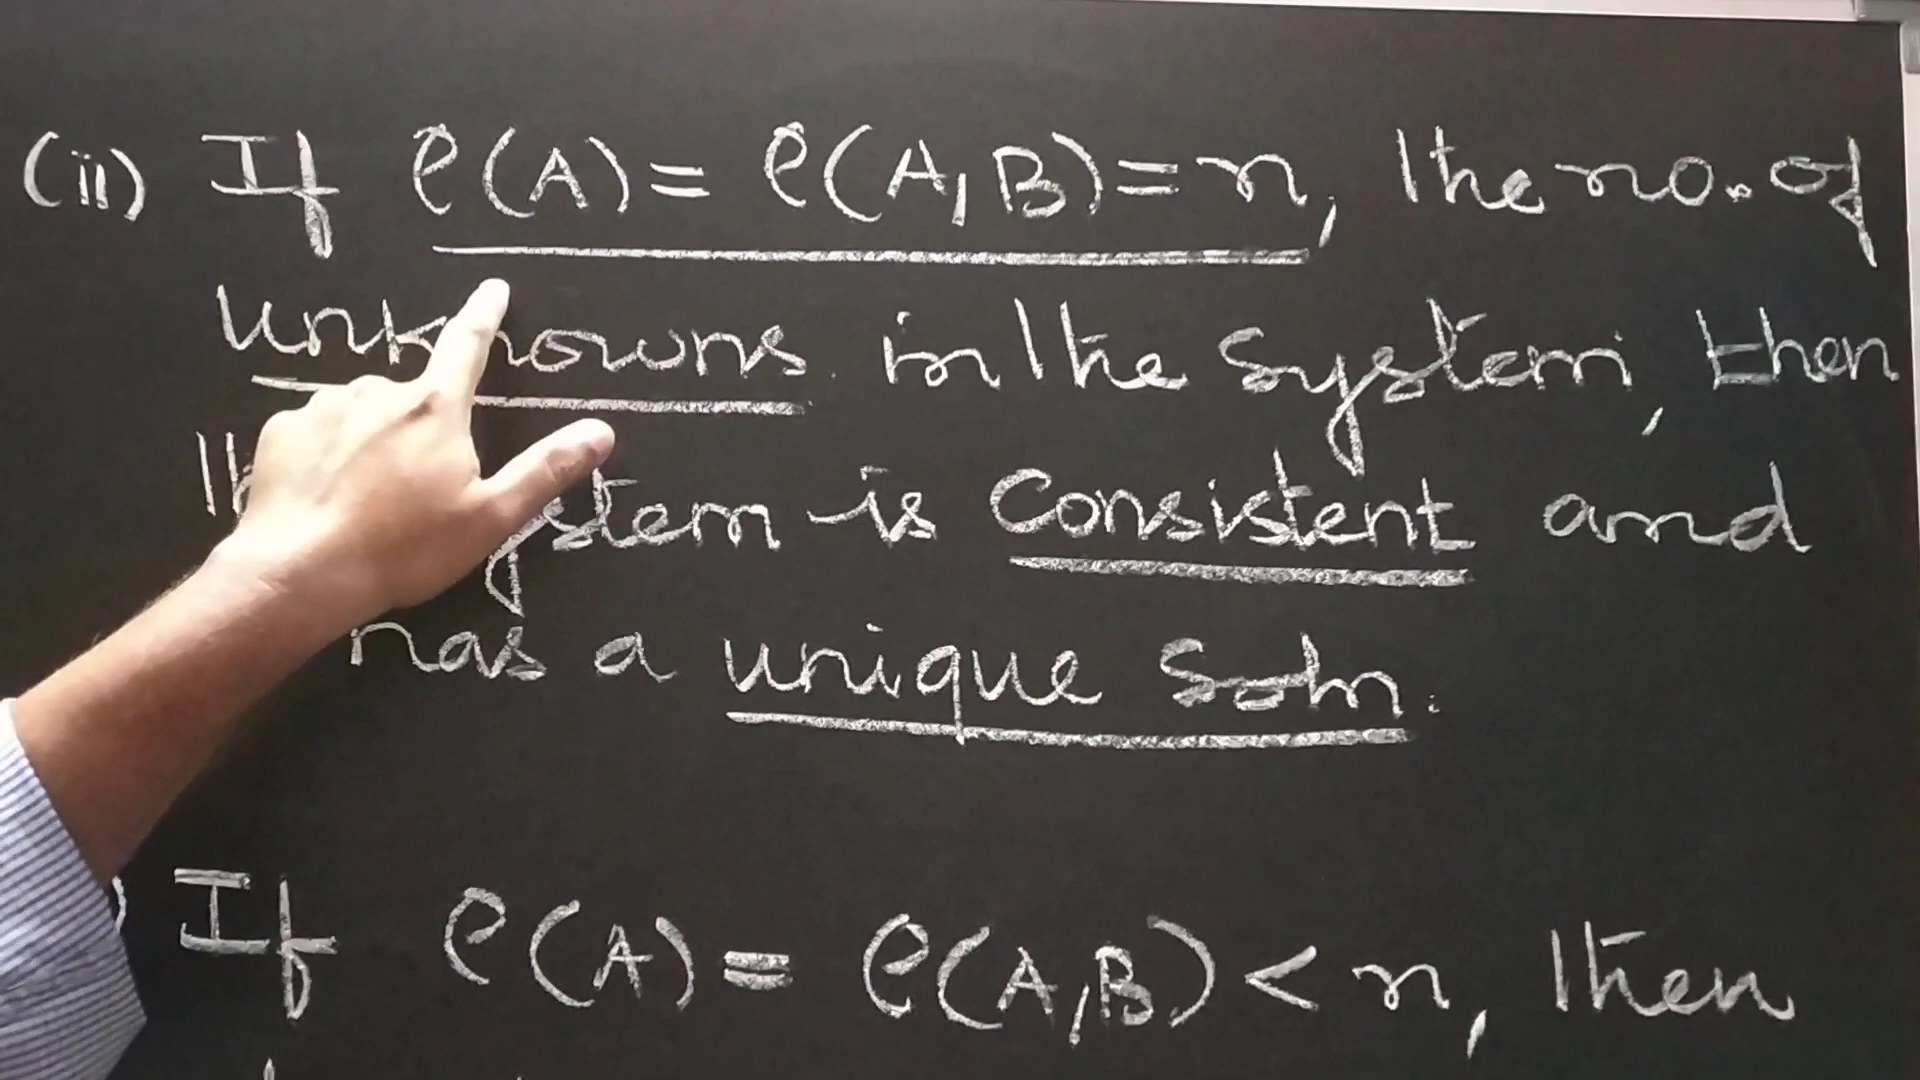 (ii) If ρ(A) = ρ(A, B) = n, the no. of
unknowns in the system, then
system is consistent and
has a unique soln.
) If ρ(A) = ρ(A, B) < n, then